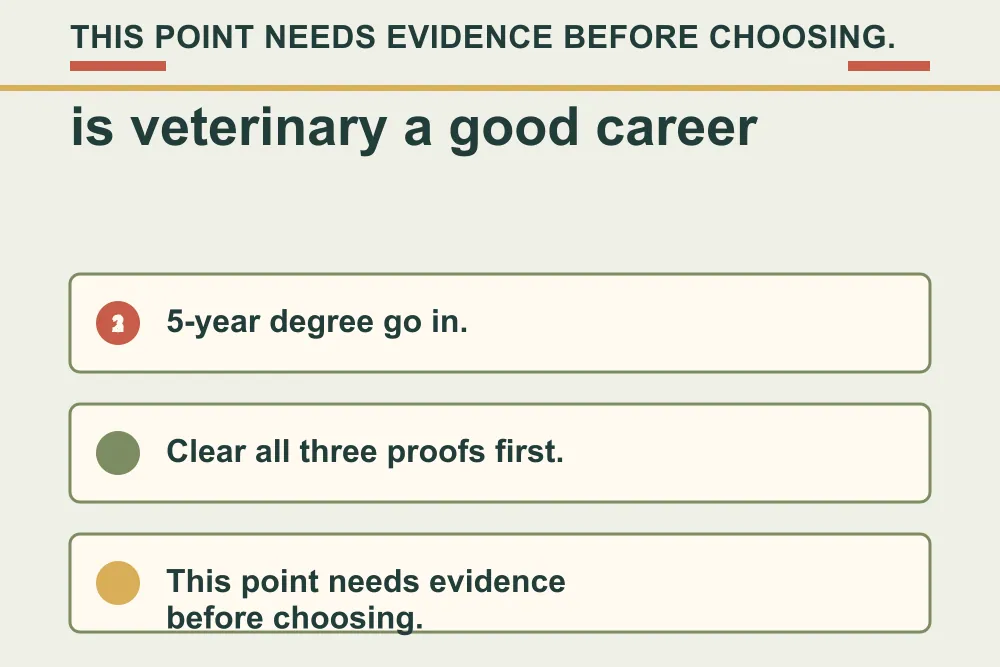 THIS POINT NEEDS EVIDENCE BEFORE CHOOSING.
is veterinary a good career
5-year degree go in.
Clear all three proofs first.
This point needs evidence
before choosing.